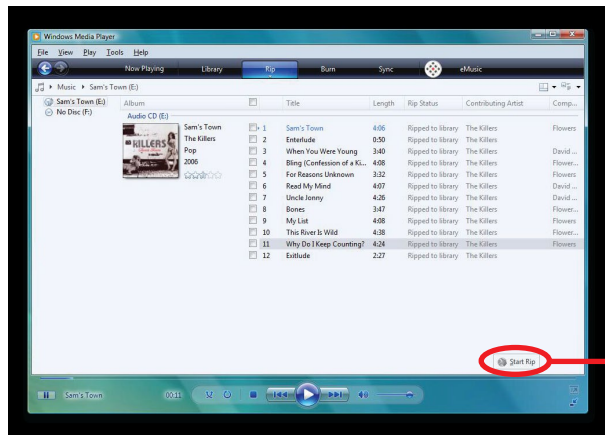 Windows Media Player
File View Play Tools Help
Now Playing Library Rip Burn Sync eMusic
Music Sam's Town (E:)
Sam's Town (E:)
No Disc (F:)
Album Title Length Rip Status Contributing Artist Comp...
Audio CD (E:)
KILLERS
Sam's Town
The Killers
Pop
2006
1 Sam's Town 4:06 Ripped to library The Killers Flowers
2 Enterlude 0:50 Ripped to library The Killers
3 When You Were Young 3:40 Ripped to library The Killers David ...
4 Bling (Confession of a Ki... 4:08 Ripped to library The Killers Flower...
5 For Reasons Unknown 3:32 Ripped to library The Killers Flowers
6 Read My Mind 4:07 Ripped to library The Killers David ...
7 Uncle Jonny 4:26 Ripped to library The Killers David ...
8 Bones 3:47 Ripped to library The Killers Flower...
9 My List 4:08 Ripped to library The Killers Flowers
10 This River Is Wild 4:38 Ripped to library The Killers Flower...
11 Why Do I Keep Counting? 4:24 Ripped to library The Killers Flowers
12 Exitlude 2:27 Ripped to library The Killers
Start Rip
Sam's Town 00:11